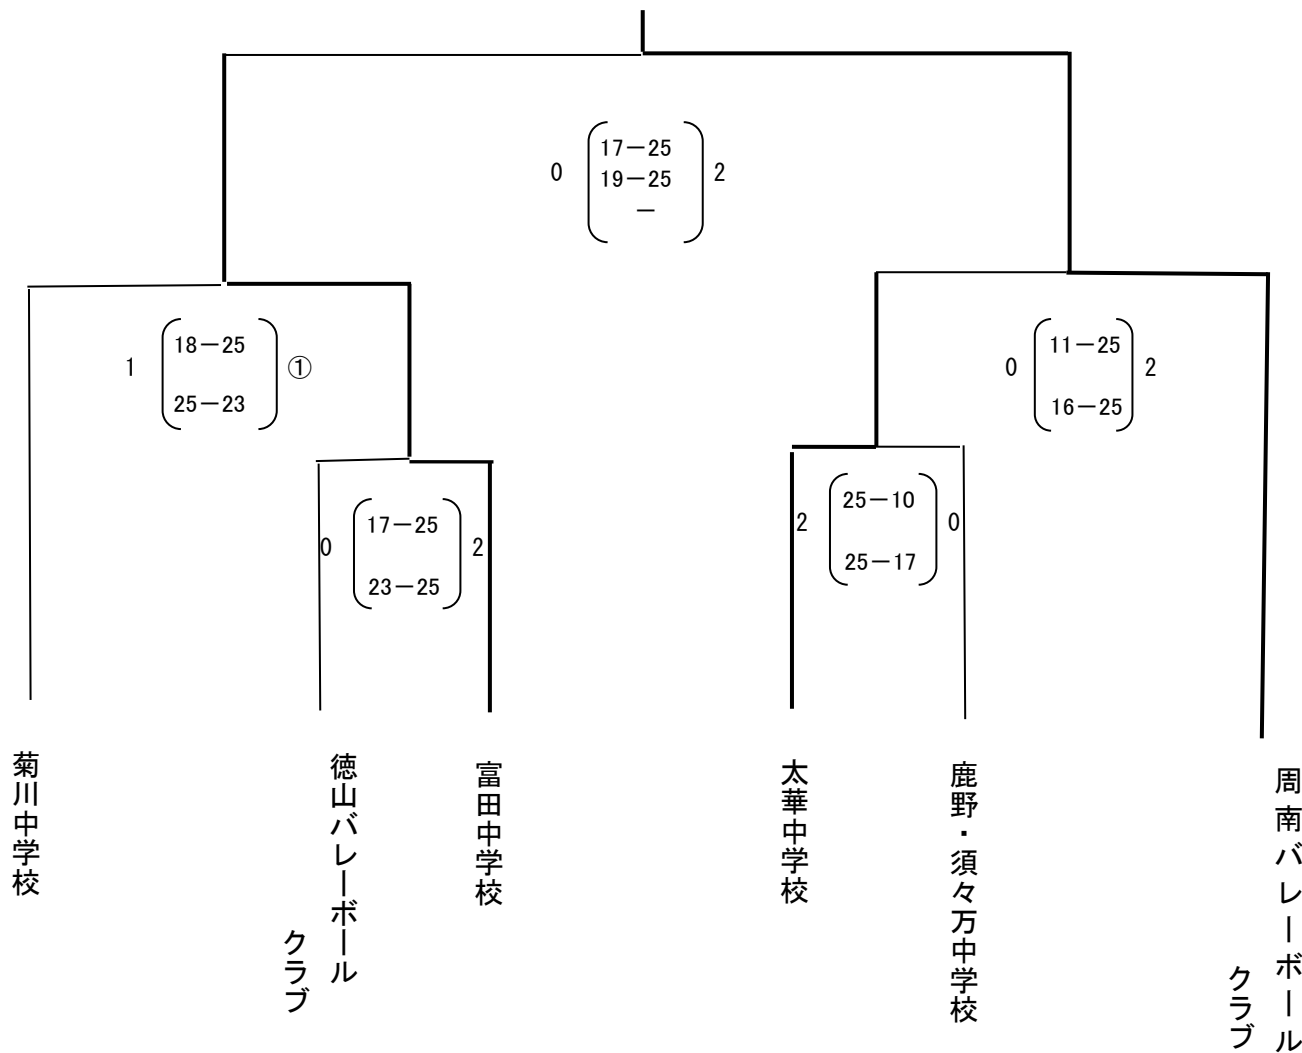 17－25
0
2
19－25
－
18－25
1
①
25－23
11－25
0
2
16－25
17－25
0
2
23－25
25－10
2
0
25－17
菊川中学校
徳山バレーボール
クラブ
富田中学校
太華中学校
鹿野・須々万中学校
周南バレーボール
クラブ